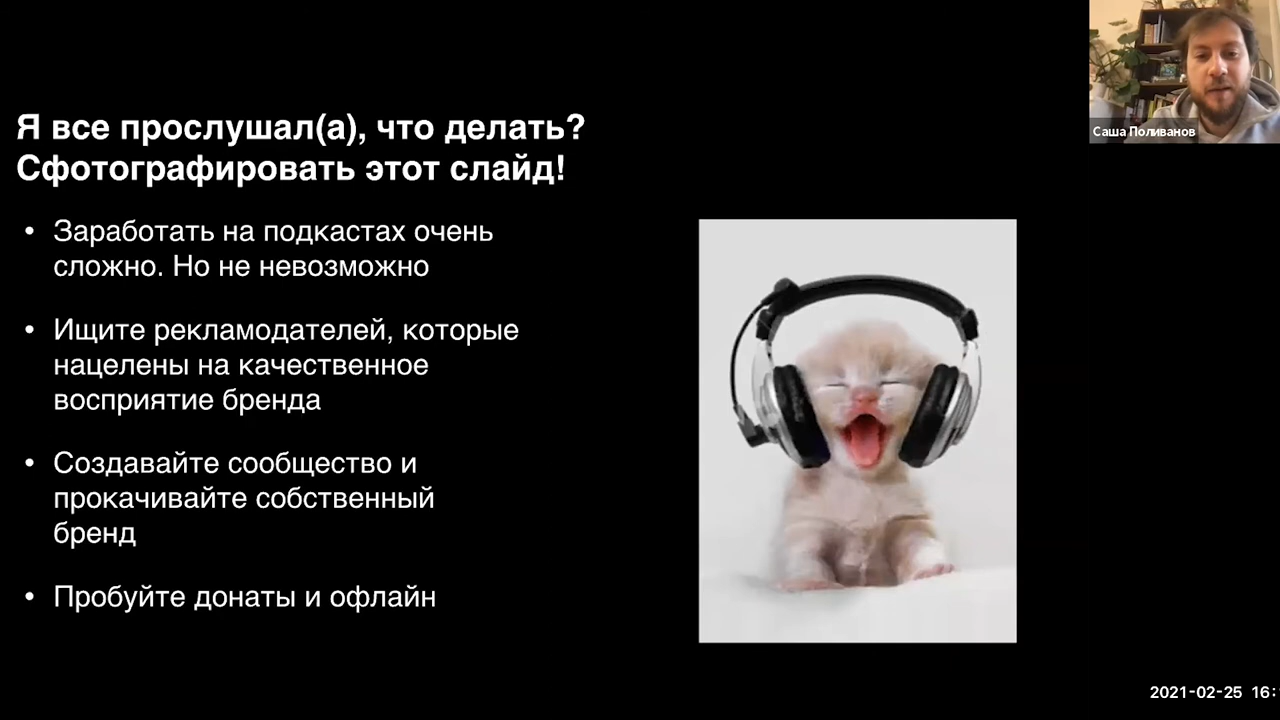 Я все прослушал(а), что делать?
Сфотографировать этот слайд!
• Заработать на подкастах очень
сложно. Но не невозможно
• Ищите рекламодателей, которые
нацелены на качественное
восприятие бренда
• Создавайте сообщество и
прокачивайте собственный
бренд
• Пробуйте донаты и офлайн
Саша Поливанов
2021-02-25 16: